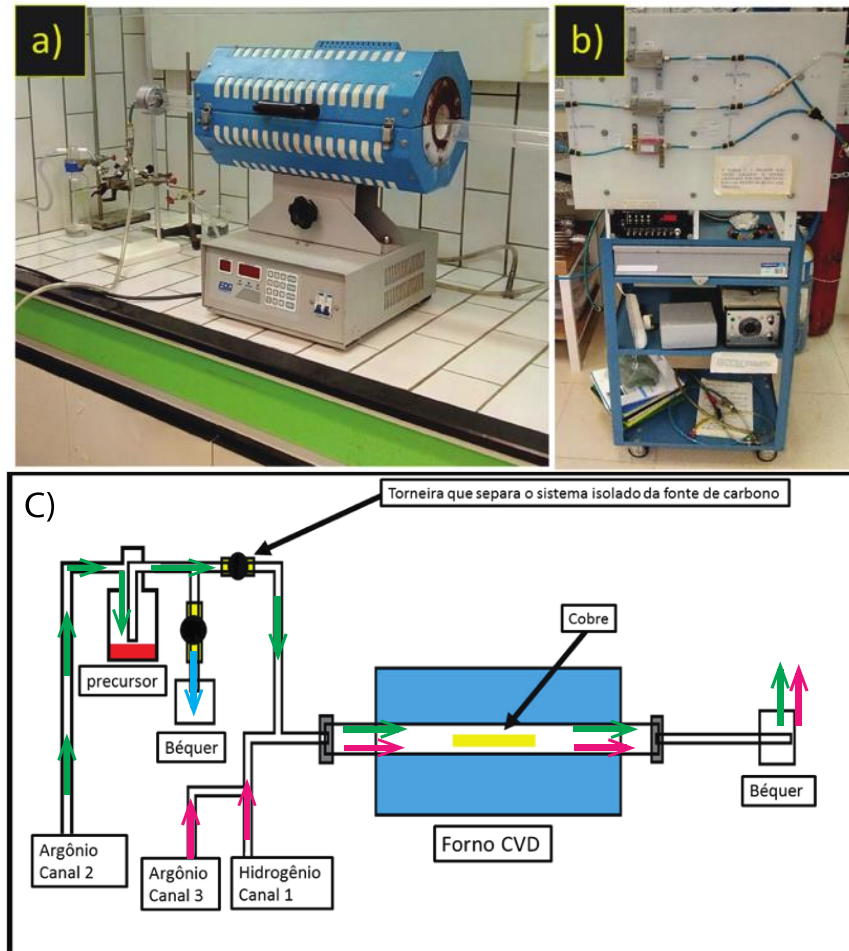 a)
b)
EDG
C)
Torneira que separa o sistema isolado da fonte de carbono
Cobre
precursor
Béquer
Béquer
Forno CVD
Argônio
Canal 2
Argônio
Canal 3
Hidrogênio
Canal 1